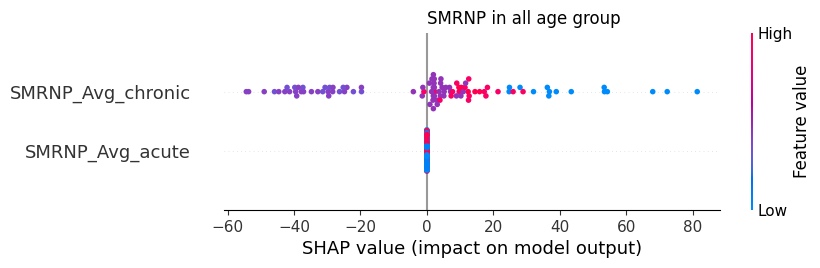 SMRNP in all age group
High
SMRNP_Avg_chronic
SMRNP_Avg_acute
Feature value
Low
−60 −40 −20 0 20 40 60 80
SHAP value (impact on model output)